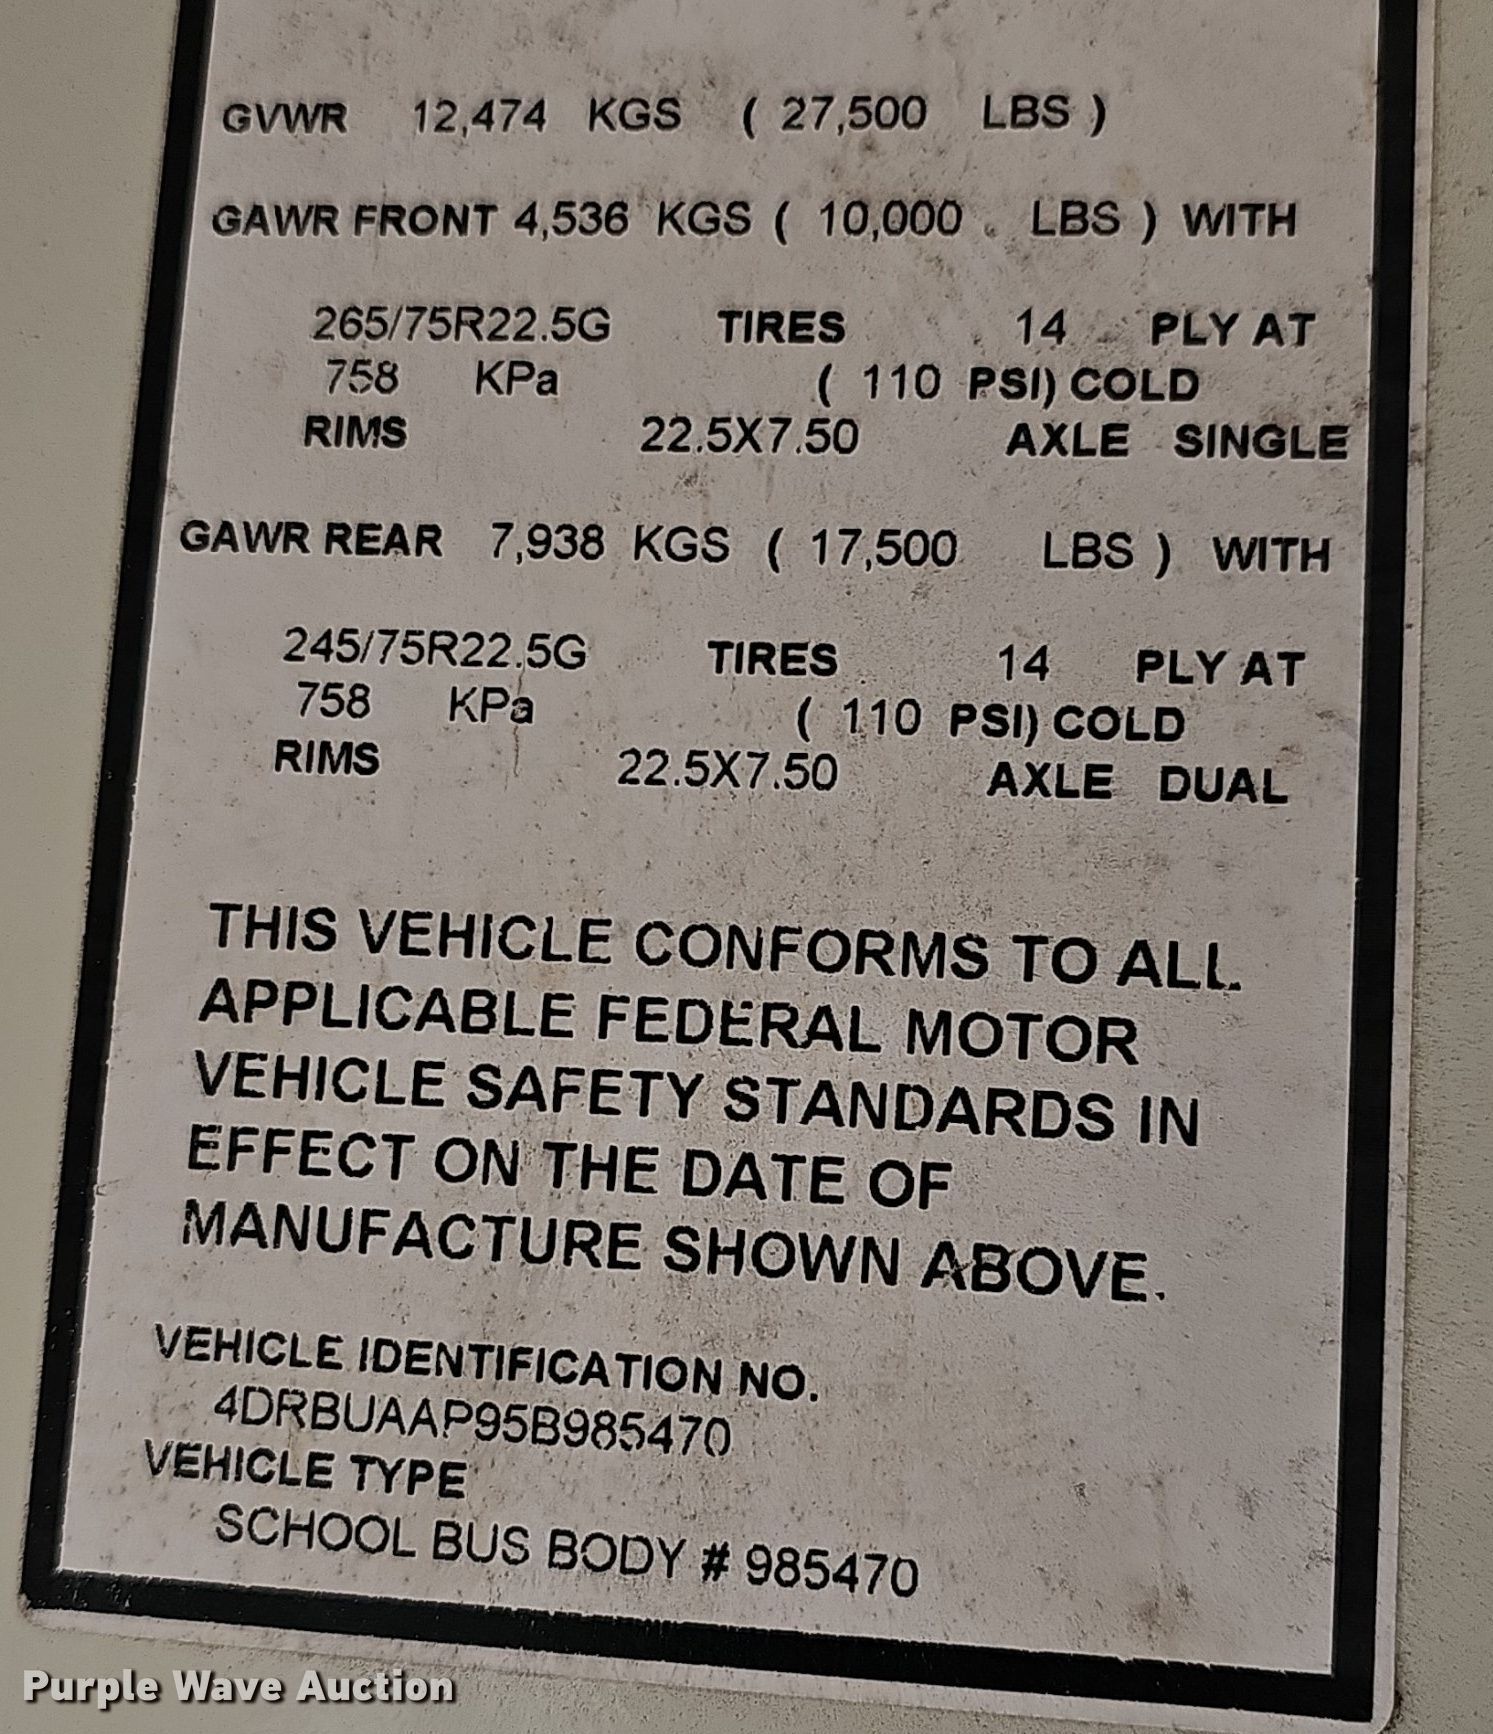 GVWR 12,474 KGS ( 27,500 LBS )
GAWR FRONT 4,536 KGS ( 10,000 LBS ) WITH
265/75R22.5G TIRES 14 PLY AT
758 KPa ( 110 PSI) COLD
RIMS 22.5X7.50 AXLE SINGLE
GAWR REAR 7,938 KGS ( 17,500 LBS ) WITH
245/75R22.5G TIRES 14 PLY AT
758 KPa ( 110 PSI) COLD
RIMS 22.5X7.50 AXLE DUAL
THIS VEHICLE CONFORMS TO ALL
APPLICABLE FEDERAL MOTOR
VEHICLE SAFETY STANDARDS IN
EFFECT ON THE DATE OF
MANUFACTURE SHOWN ABOVE.
VEHICLE IDENTIFICATION NO.
4DRBUAAP95B985470
VEHICLE TYPE
SCHOOL BUS BODY # 985470
Purple Wave Auction